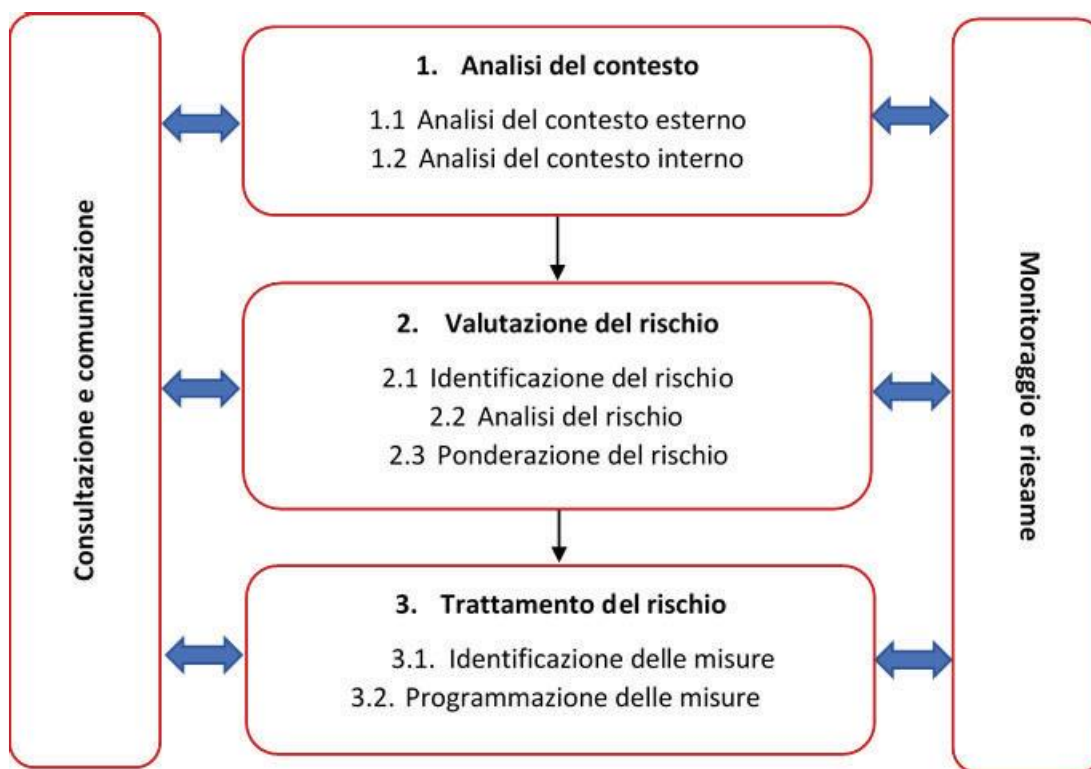 Consultazione e comunicazione
1. Analisi del contesto
1.1 Analisi del contesto esterno
1.2 Analisi del contesto interno
2. Valutazione del rischio
2.1 Identificazione del rischio
2.2 Analisi del rischio
2.3 Ponderazione del rischio
3. Trattamento del rischio
3.1. Identificazione delle misure
3.2. Programmazione delle misure
Monitoraggio e riesame